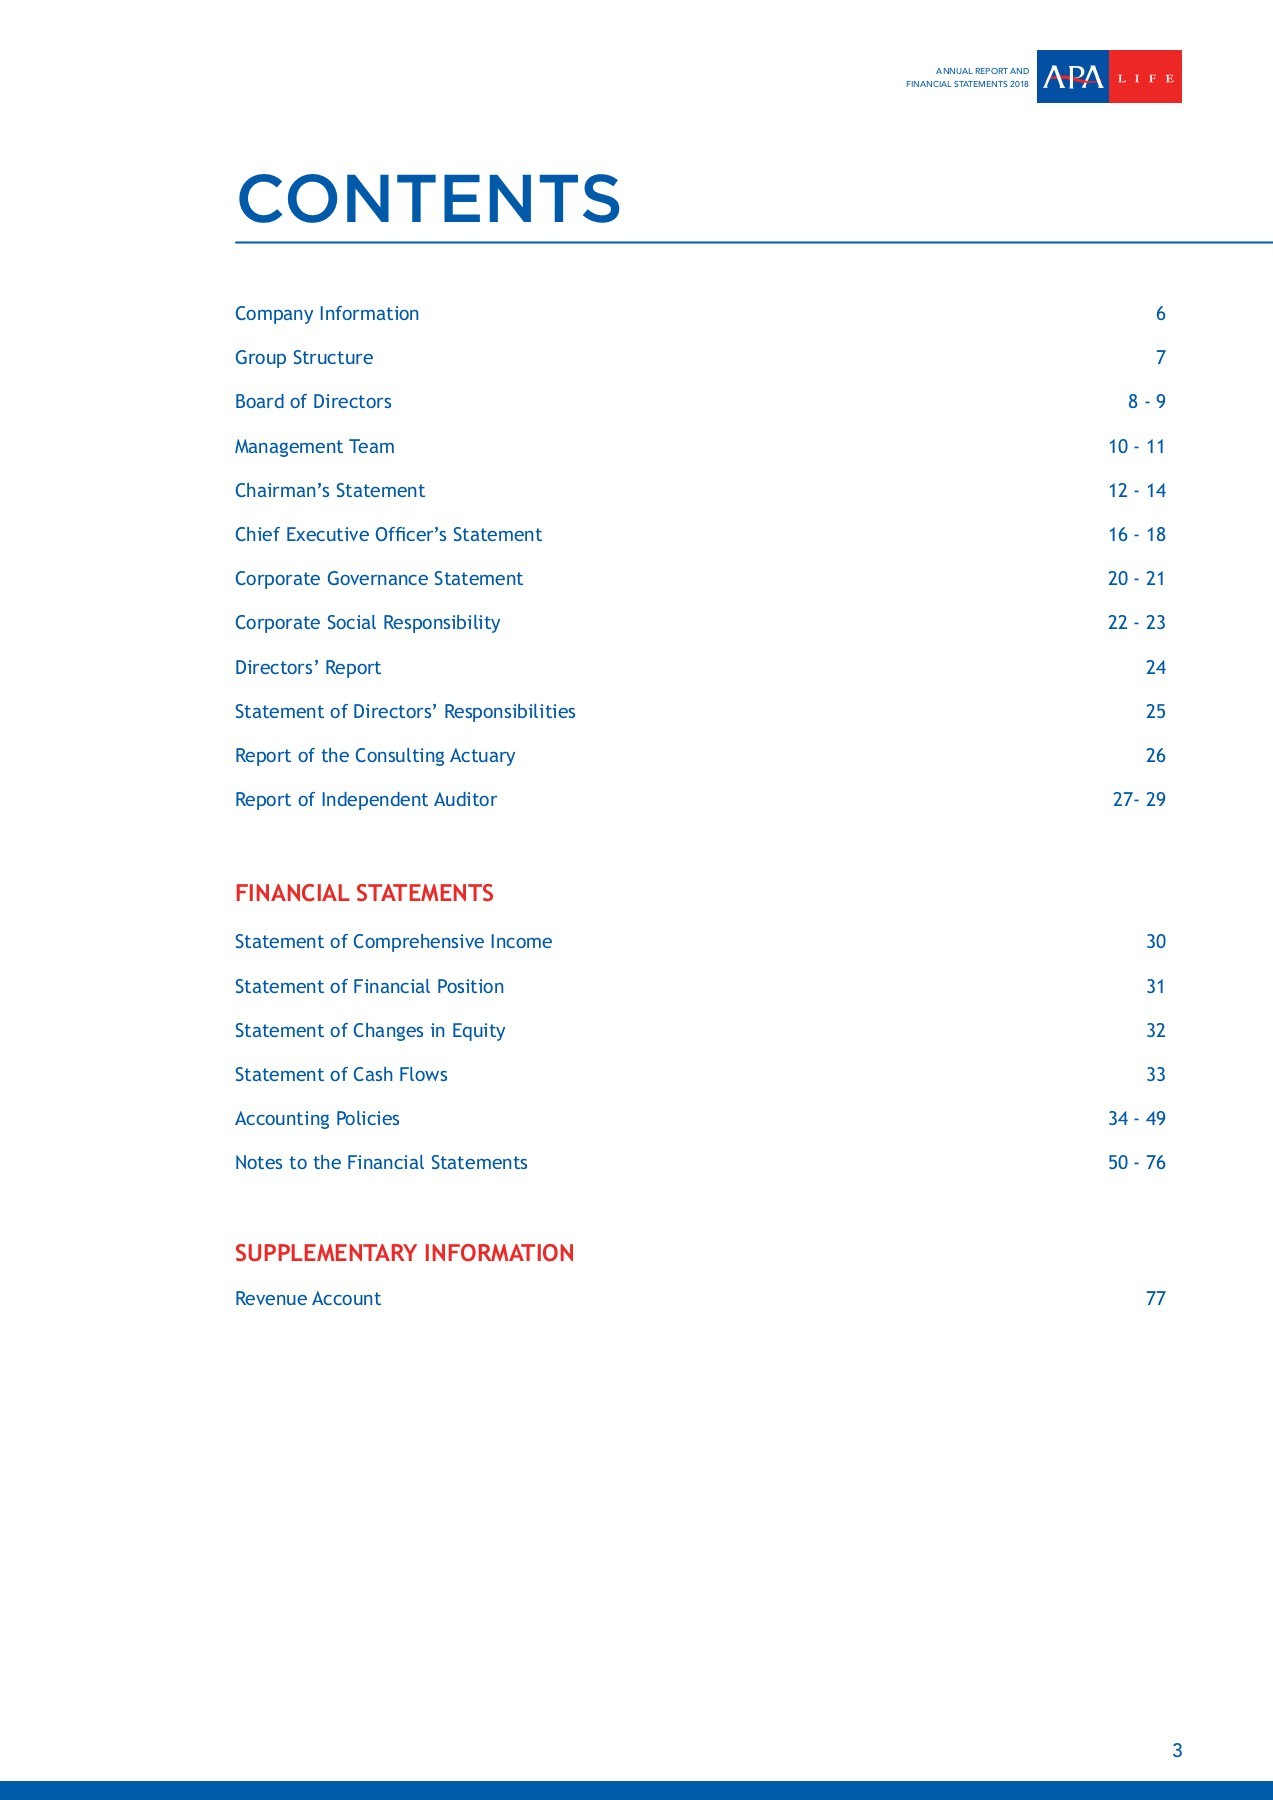 ANNUAL REPORT AND
FINANCIAL STATEMENTS 2018
APA LIFE
CONTENTS
Company Information 6
Group Structure 7
Board of Directors 8 - 9
Management Team 10 - 11
Chairman’s Statement 12 - 14
Chief Executive Officer’s Statement 16 - 18
Corporate Governance Statement 20 - 21
Corporate Social Responsibility 22 - 23
Directors’ Report 24
Statement of Directors’ Responsibilities 25
Report of the Consulting Actuary 26
Report of Independent Auditor 27- 29
FINANCIAL STATEMENTS
Statement of Comprehensive Income 30
Statement of Financial Position 31
Statement of Changes in Equity 32
Statement of Cash Flows 33
Accounting Policies 34 - 49
Notes to the Financial Statements 50 - 76
SUPPLEMENTARY INFORMATION
Revenue Account 77
3